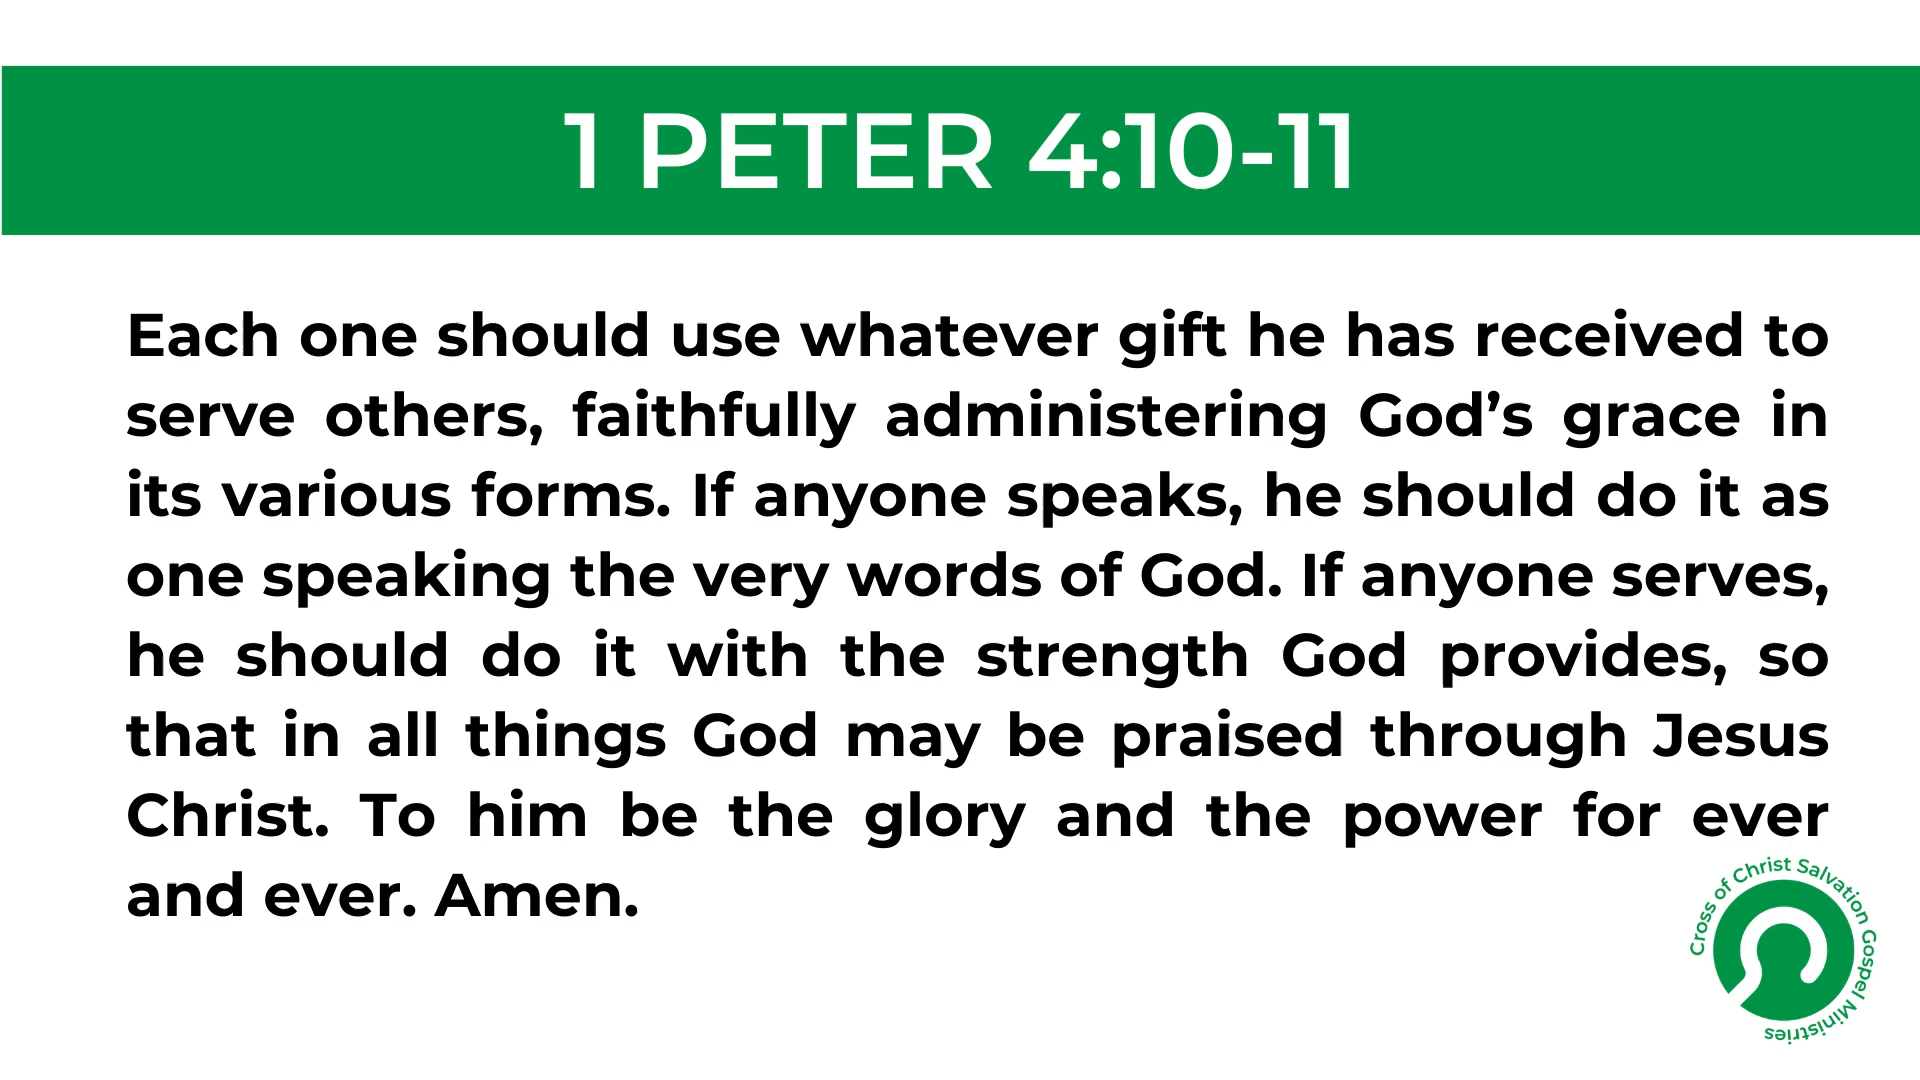 1 PETER 4:10-11
Each one should use whatever gift he has received to
serve others, faithfully administering God’s grace in
its various forms. If anyone speaks, he should do it as
one speaking the very words of God. If anyone serves,
he should do it with the strength God provides, so
that in all things God may be praised through Jesus
Christ. To him be the glory and the power for ever
and ever. Amen.
Cross of Christ Salvation Gospel Ministries